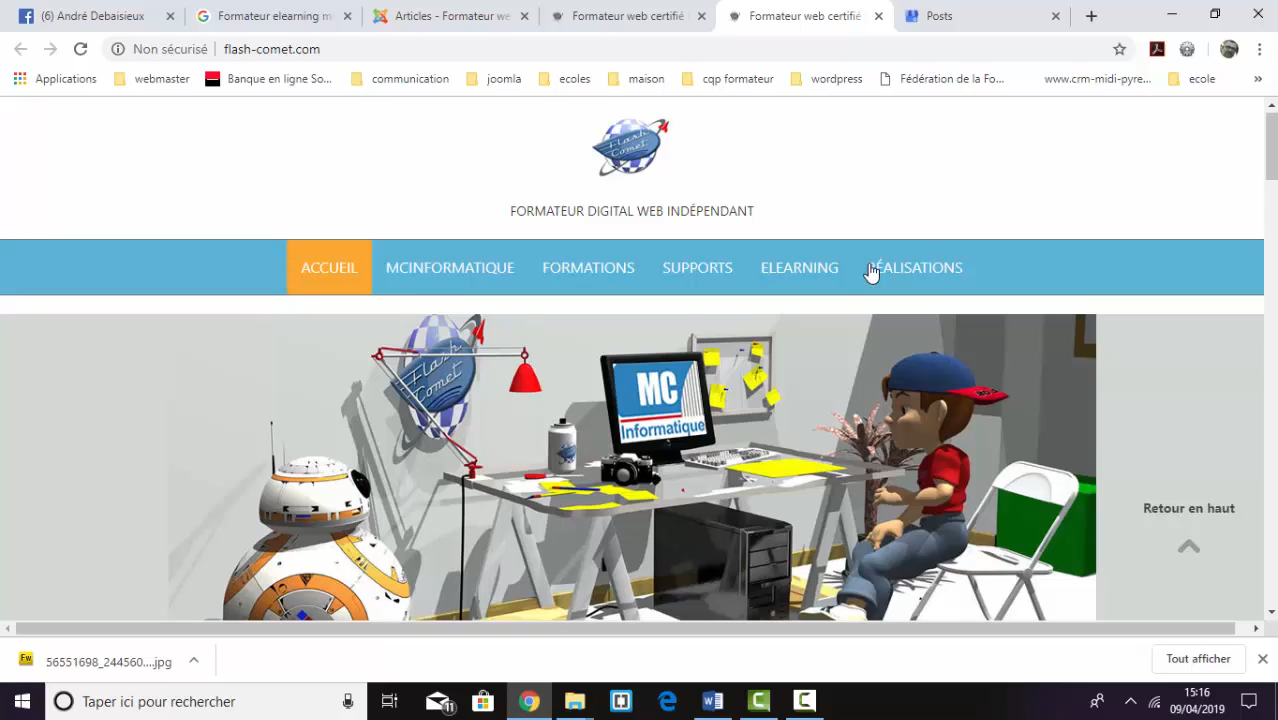 (6) André Debaisieux
Formateur elearning m
Articles - Formateur we
Formateur web certifié
Formateur web certifié
Posts
Non sécurisé
flash-comet.com
Applications
webmaster
Banque en ligne So...
communication
joomla
ecoles
maison
cqp formateur
wordpress
Fédération de la Fo...
www.crm-midi-pyre...
ecole
»
Flash
Comet
FORMATEUR DIGITAL WEB INDÉPENDANT
ACCUEIL
MCINFORMATIQUE
FORMATIONS
SUPPORTS
ELEARNING
RÉALISATIONS
Flash
Comet
MC
Informatique
Retour en haut
Fw
56551698_244560....jpg
Tout afficher
Taper ici pour rechercher
11
15:16
09/04/2019